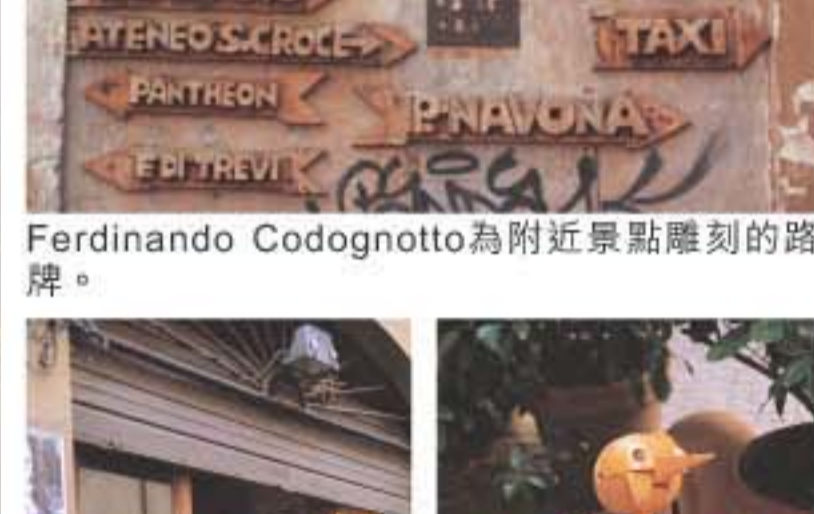 ATENEO S.CROCE
TAXI
PANTHEON
P.NAVONA
F. DI TREVI
Ferdinando Codognotto為附近景點雕刻的路
牌。